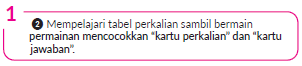 1
❷ Mempelajari tabel perkalian sambil bermain
permainan mencocokkan “kartu perkalian” dan “kartu
jawaban”.